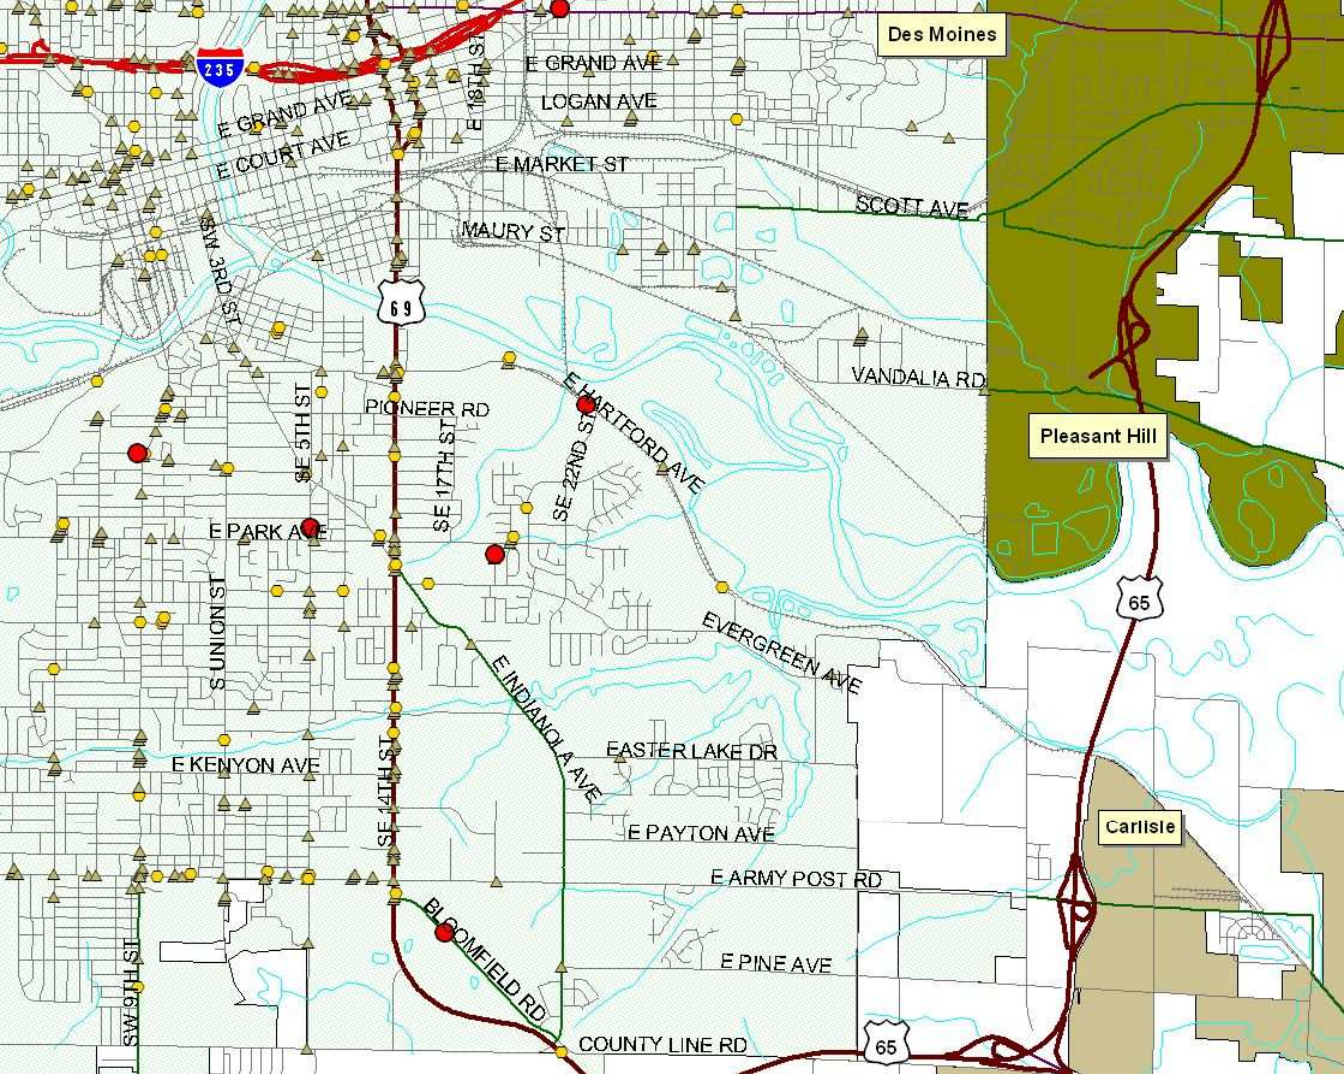 Des Moines
235
E GRAND AVE
E 18TH ST
E GRAND AVE
LOGAN AVE
E COURT AVE
E MARKET ST
SCOTT AVE
MAURY ST
SW 3RD ST
69
VANDALIA RD
PIONEER RD
SE 5TH ST
SE 17TH ST
E HARTFORD AVE
SE 22ND ST
Pleasant Hill
E PARK AVE
S UNION ST
65
EVERGREEN AVE
E INDIANOLA AVE
EASTER LAKE DR
E KENYON AVE
SE 14TH ST
E PAYTON AVE
Carlisle
E ARMY POST RD
BLOOMFIELD RD
SW 9TH ST
E PINE AVE
COUNTY LINE RD
65